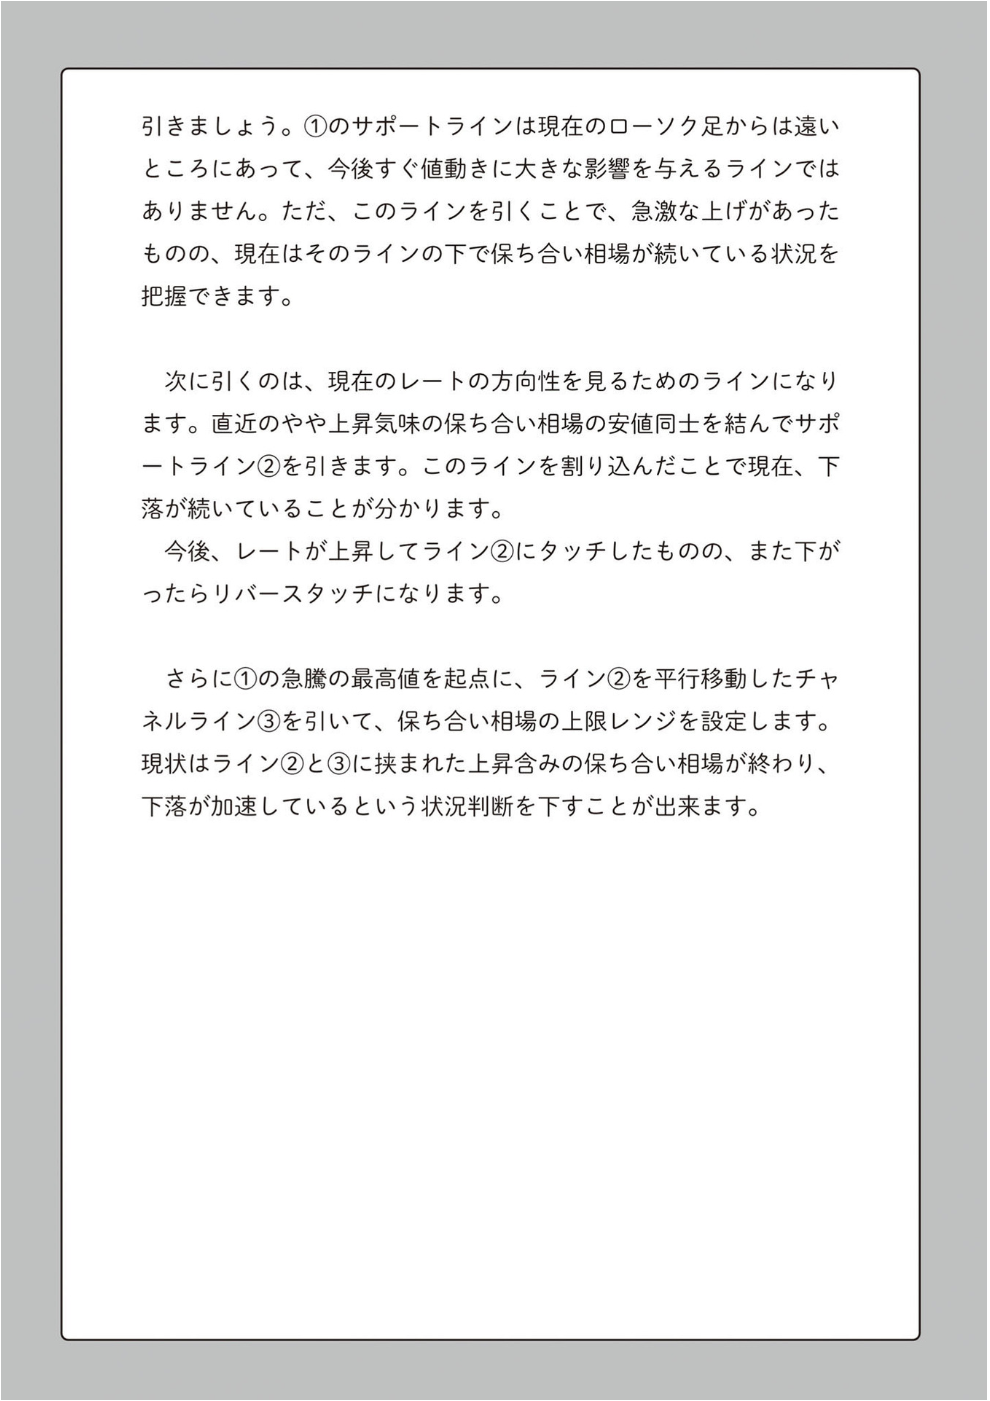 引きましょう。①のサポートラインは現在のローソク足からは遠い
ところにあって、今後すぐ値動きに大きな影響を与えるラインでは
ありません。ただ、このラインを引くことで、急激な上げがあった
ものの、現在はそのラインの下で保ち合い相場が続いている状況を
把握できます。
　次に引くのは、現在のレートの方向性を見るためのラインになり
ます。直近のやや上昇気味の保ち合い相場の安値同士を結んでサポ
ートライン②を引きます。このラインを割り込んだことで現在、下
落が続いていることが分かります。
　今後、レートが上昇してライン②にタッチしたものの、また下が
ったらリバースタッチになります。
　さらに①の急騰の最高値を起点に、ライン②を平行移動したチャ
ネルライン③を引いて、保ち合い相場の上限レンジを設定します。
現状はライン②と③に挟まれた上昇含みの保ち合い相場が終わり、
下落が加速しているという状況判断を下すことが出来ます。